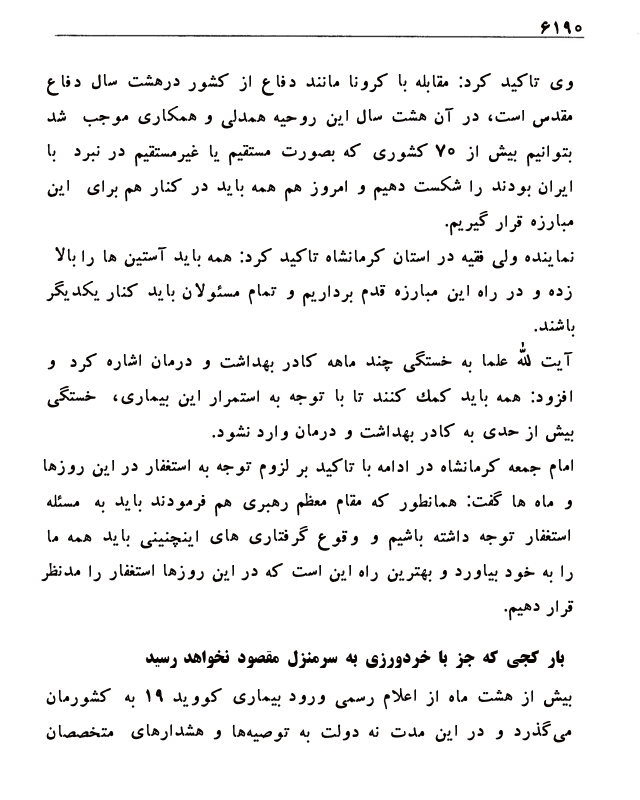 ۶۱۹۰
وی تاکید کرد: مقابله با کرونا مانند دفاع از کشور درهشت سال دفاع
مقدس است، در آن هشت سال این روحیه همدلی و همکاری موجب شد
بتوانیم بیش از ۷۰ کشوری که بصورت مستقیم یا غیرمستقیم در نبرد با
ایران بودند را شکست دهیم و امروز هم همه باید در کنار هم برای این
مبارزه قرار گیریم.
نماینده ولی فقیه در استان کرمانشاه تاکید کرد: همه باید آستین ها را بالا
زده و در راه این مبارزه قدم برداریم و تمام مسئولان باید کنار یکدیگر
باشند.
آیت الله علما به خستگی چند ماهه کادر بهداشت و درمان اشاره کرد و
افزود: همه باید کمك کنند تا با توجه به استمرار این بیماری، خستگی
بیش از حدی به کادر بهداشت و درمان وارد نشود.
امام جمعه کرمانشاه در ادامه با تاکید بر لزوم توجه به استغفار در این روزها
و ماه ها گفت: همانطور که مقام معظم رهبری هم فرمودند باید به مسئله
استغفار توجه داشته باشیم و وقوع گرفتاری های اینچنینی باید همه ما
را به خود بیاورد و بهترین راه این است که در این روزها استغفار را مدنظر
قرار دهیم.
بار کجی که جز با خردورزی به سرمنزل مقصود نخواهد رسید
بیش از هشت ماه از اعلام رسمی ورود بیماری کووید ۱۹ به کشورمان
می‌گذرد و در این مدت نه دولت به توصیه‌ها و هشدارهای متخصصان